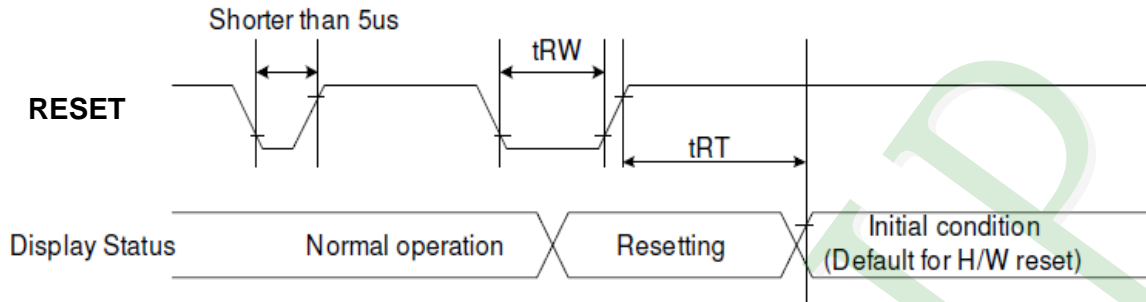 Shorter than 5us
tRW
RESET
tRT
Display Status
Normal operation
Resetting
Initial condition
(Default for H/W reset)